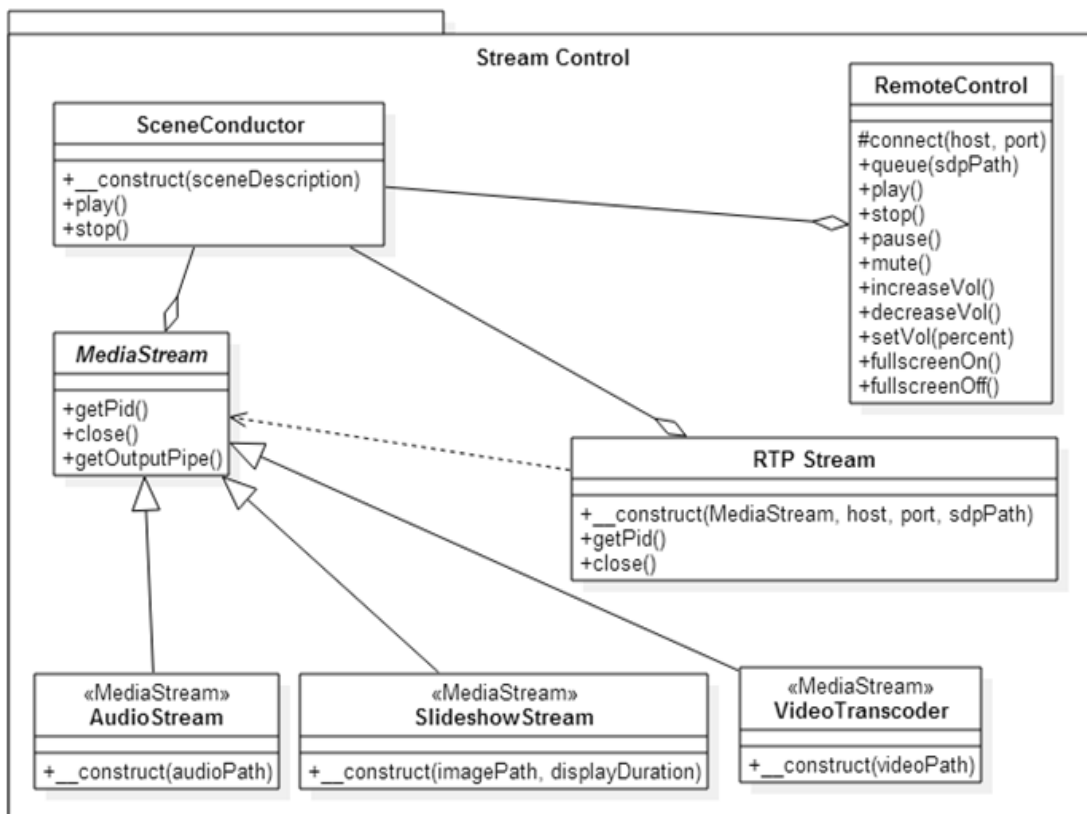 Stream Control
SceneConductor
+__construct(sceneDescription)
+play()
+stop()
RemoteControl
#connect(host, port)
+queue(sdpPath)
+play()
+stop()
+pause()
+mute()
+increaseVol()
+decreaseVol()
+setVol(percent)
+fullscreenOn()
+fullscreenOff()
MediaStream
+getPid()
+close()
+getOutputPipe()
RTP Stream
+__construct(MediaStream, host, port, sdpPath)
+getPid()
+close()
«MediaStream»
AudioStream
+__construct(audioPath)
«MediaStream»
SlideshowStream
+__construct(imagePath, displayDuration)
«MediaStream»
VideoTranscoder
+__construct(videoPath)